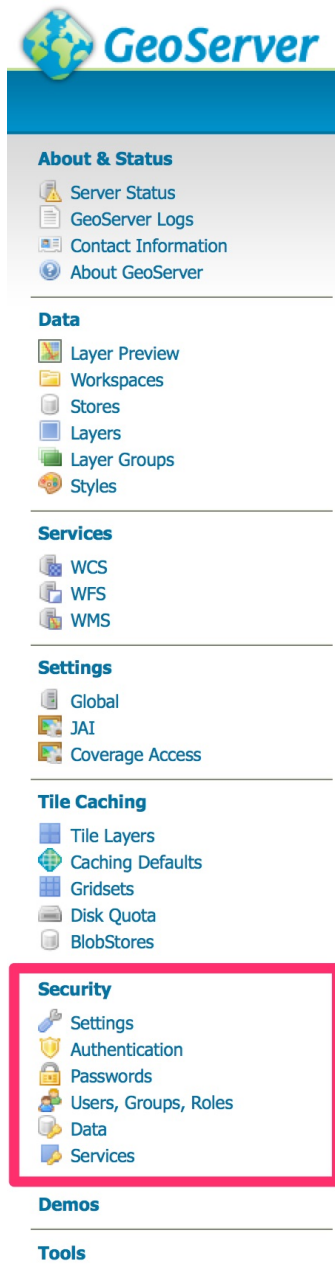 GeoServer
About & Status
Server Status
GeoServer Logs
Contact Information
About GeoServer
Data
Layer Preview
Workspaces
Stores
Layers
Layer Groups
Styles
Services
WCS
WFS
WMS
Settings
Global
JAI
Coverage Access
Tile Caching
Tile Layers
Caching Defaults
Gridsets
Disk Quota
BlobStores
Security
Settings
Authentication
Passwords
Users, Groups, Roles
Data
Services
Demos
Tools